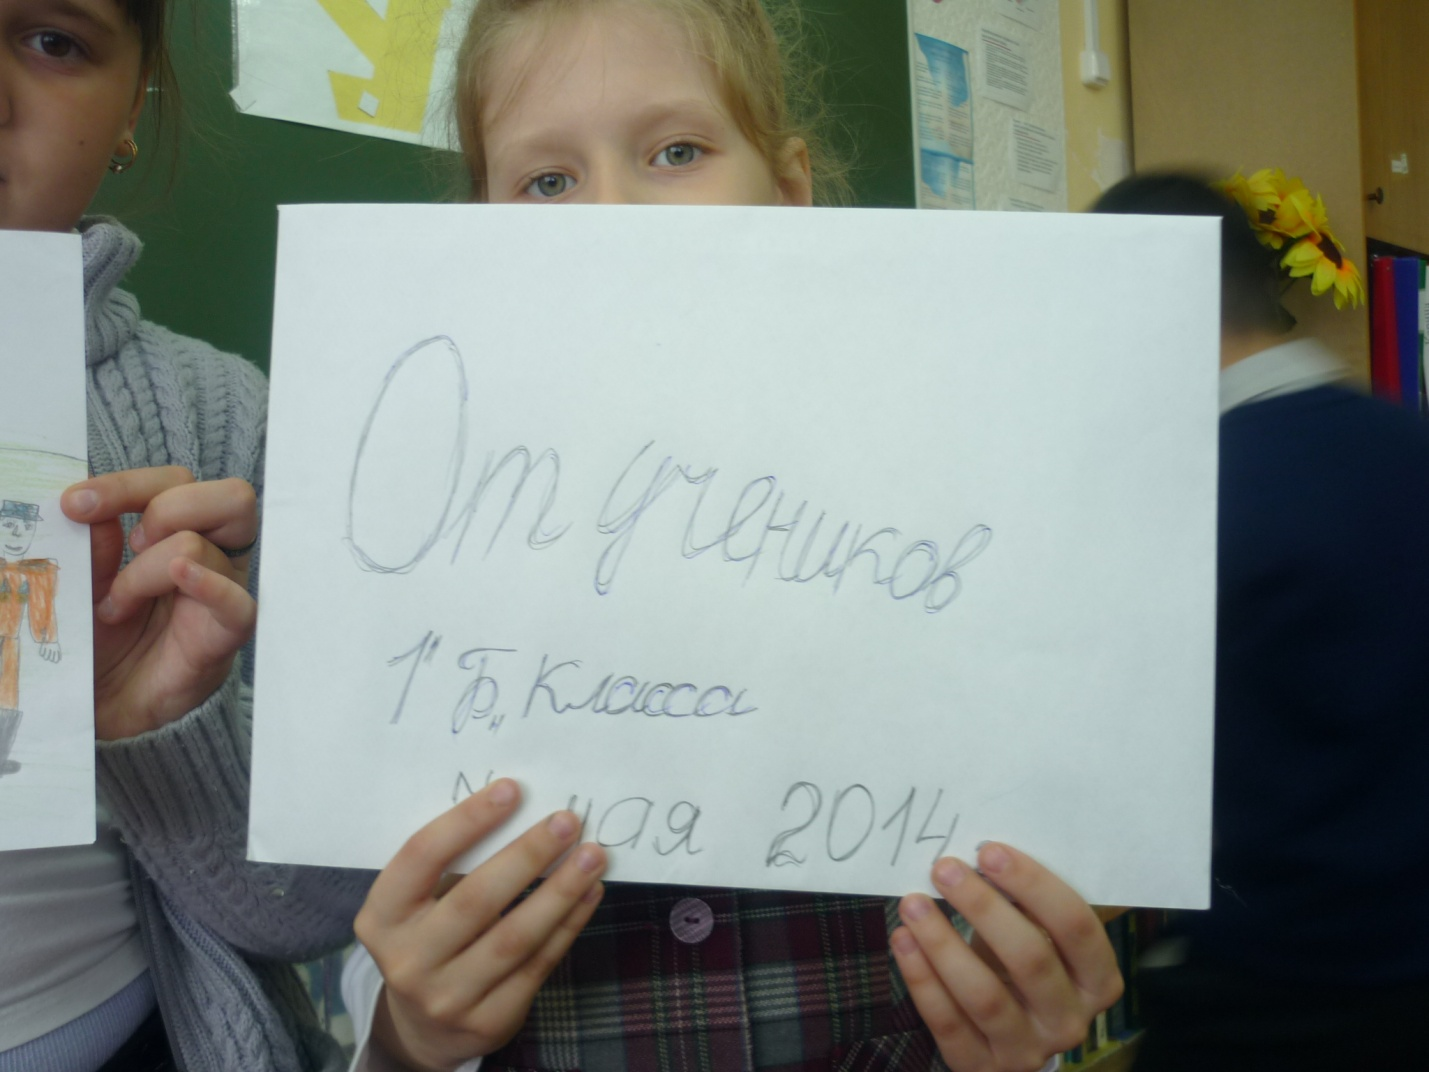 От учеников
1 "Б„ класса
мая 2014